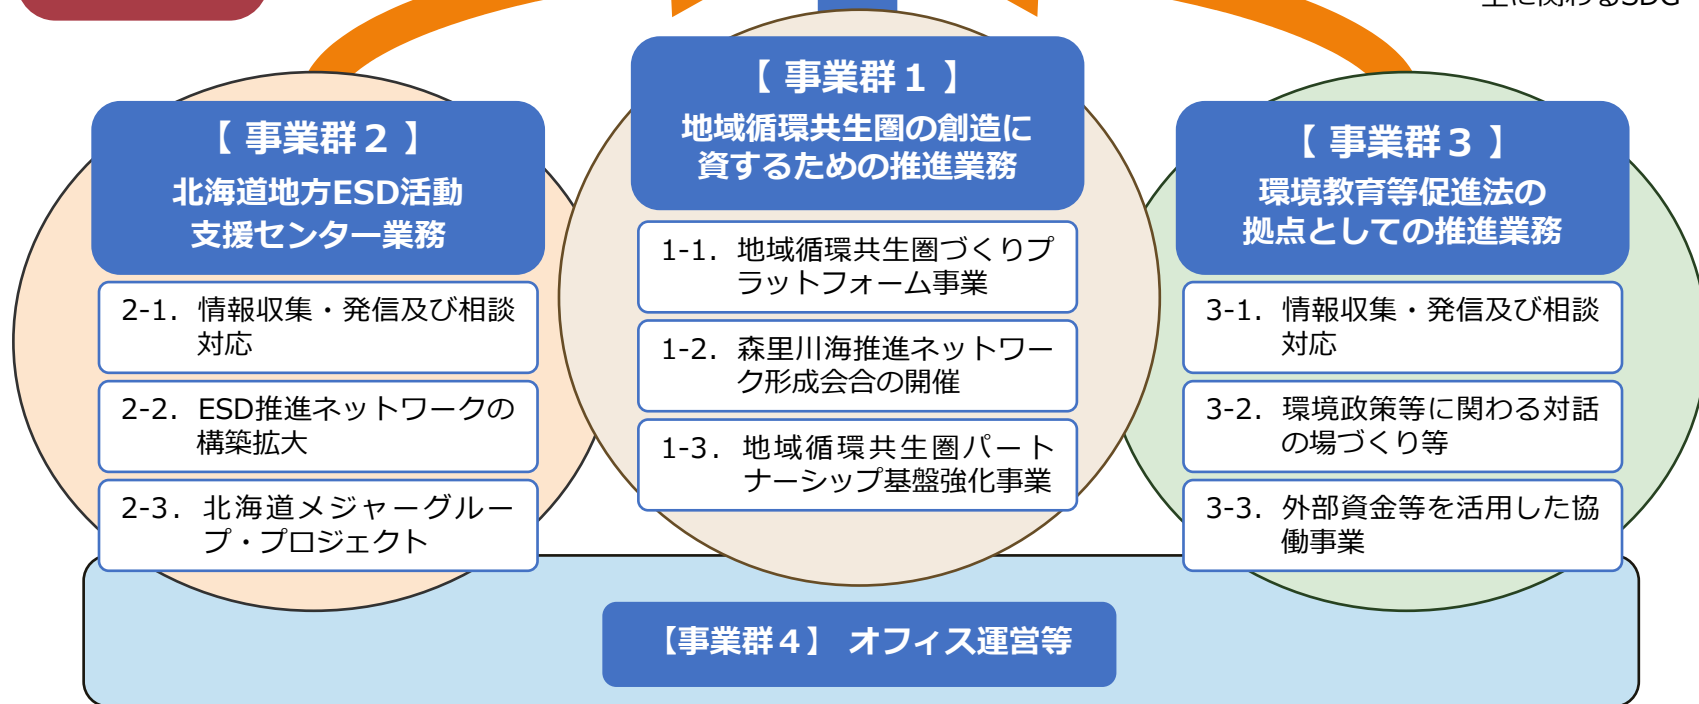 【 事業群１ 】
地域循環共生圏の創造に
資するための推進業務
1-1. 地域循環共生圏づくりプ
ラットフォーム事業
1-2. 森里川海推進ネットワー
ク形成会合の開催
1-3. 地域循環共生圏パート
ナーシップ基盤強化事業
【 事業群２ 】
北海道地方ESD活動
支援センター業務
2-1. 情報収集・発信及び相談
対応
2-2. ESD推進ネットワークの
構築拡大
2-3. 北海道メジャーグルー
プ・プロジェクト
【 事業群３ 】
環境教育等促進法の
拠点としての推進業務
3-1. 情報収集・発信及び相談
対応
3-2. 環境政策等に関わる対話
の場づくり等
3-3. 外部資金等を活用した協
働事業
【事業群４】 オフィス運営等